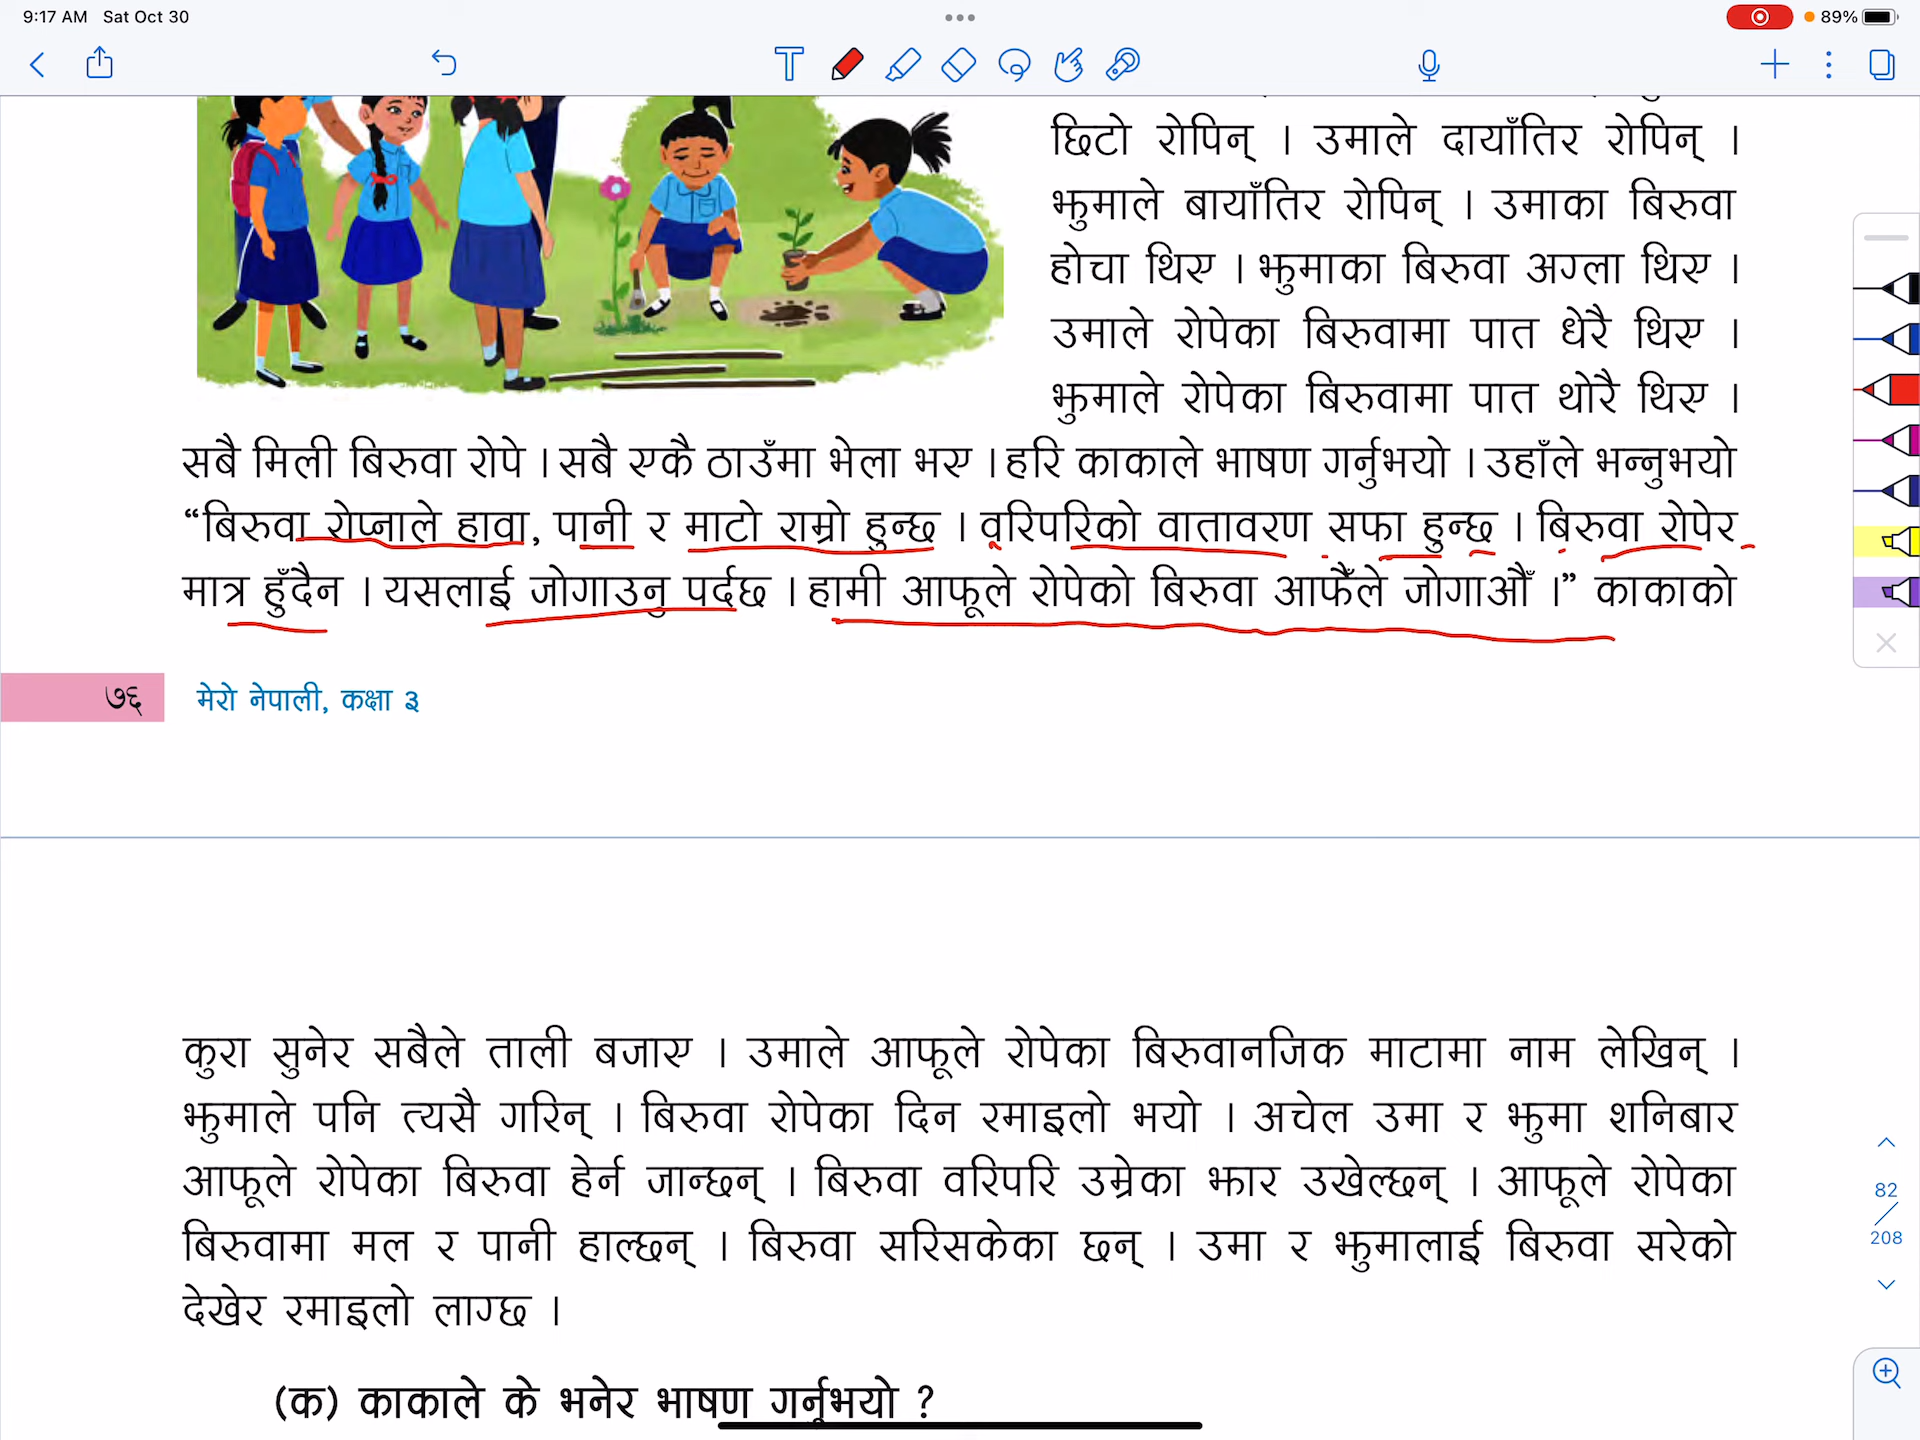 9:17 AM Sat Oct 30
89%
छिटो रोपिन् । उमाले दायाँतिर रोपिन् ।
झुमाले बायाँतिर रोपिन् । उमाका बिरुवा
होचा थिए । झुमाका बिरुवा अग्ला थिए ।
उमाले रोपेका बिरुवामा पात धेरै थिए ।
झुमाले रोपेका बिरुवामा पात थोरै थिए ।
सबै मिली बिरुवा रोपे । सबै एकै ठाउँमा भेला भए । हरि काकाले भाषण गर्नुभयो । उहाँले भन्नुभयो
“बिरुवा रोप्नाले हावा, पानी र माटो राम्रो हुन्छ । वरिपरिको वातावरण सफा हुन्छ । बिरुवा रोपेर
मात्र हुँदैन । यसलाई जोगाउनु पर्दछ । हामी आफूले रोपेको बिरुवा आफैँले जोगाऔँ ।” काकाको
७६ मेरो नेपाली, कक्षा ३
कुरा सुनेर सबैले ताली बजाए । उमाले आफूले रोपेका बिरुवानजिक माटामा नाम लेखिन् ।
झुमाले पनि त्यसै गरिन् । बिरुवा रोपेका दिन रमाइलो भयो । अचेल उमा र झुमा शनिबार
आफूले रोपेका बिरुवा हेर्न जान्छन् । बिरुवा वरिपरि उम्रेका झार उखेल्छन् । आफूले रोपेका
बिरुवामा मल र पानी हाल्छन् । बिरुवा सरिसकेका छन् । उमा र झुमालाई बिरुवा सरेको
देखेर रमाइलो लाग्छ ।
82
208
(क) काकाले के भनेर भाषण गर्नुभयो ?